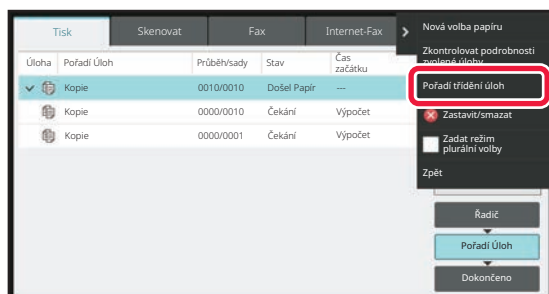 Tisk
Skenovat
Fax
Internet-Fax
Úloha
Pořadí Úloh
Průběh/sady
Stav
Čas
začátku
Kopie
0010/0010
Došel Papír
---
Kopie
0000/0010
Čekání
Výpočet
Kopie
0000/0001
Čekání
Výpočet
Nová volba papíru
Zkontrolovat podrobnosti
zvolené úlohy
Pořadí třídění úloh
Zastavit/smazat
Zadat režim
plurální volby
Zpět
Řadič
Pořadí Úloh
Dokončeno